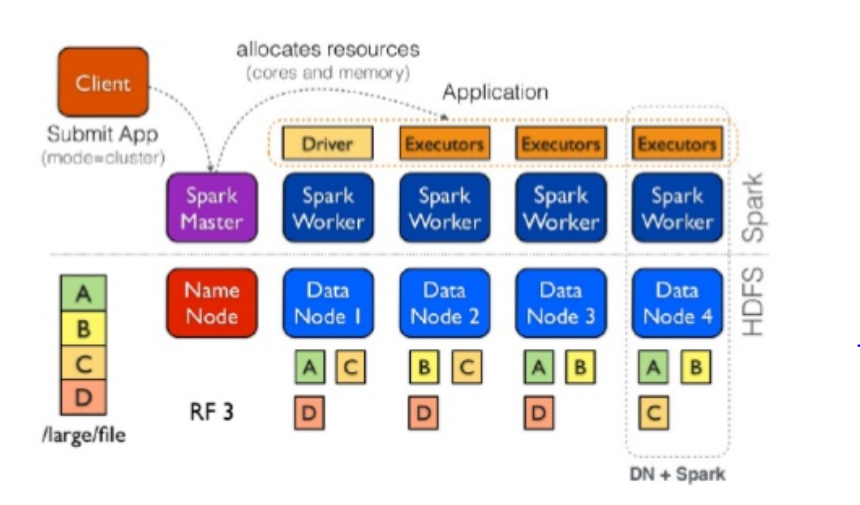 allocates resources
(cores and memory)
Client
Application
Submit App
(mode=cluster)
Driver
Executors
Executors
Executors
Spark
Master
Spark
Worker
Spark
Worker
Spark
Worker
Spark
Worker
Spark
HDFS
A
B
C
D
/large/file
Name
Node
RF 3
Data
Node 1
Data
Node 2
Data
Node 3
Data
Node 4
A C
D
B C
D
A B
D
A B
C
DN + Spark